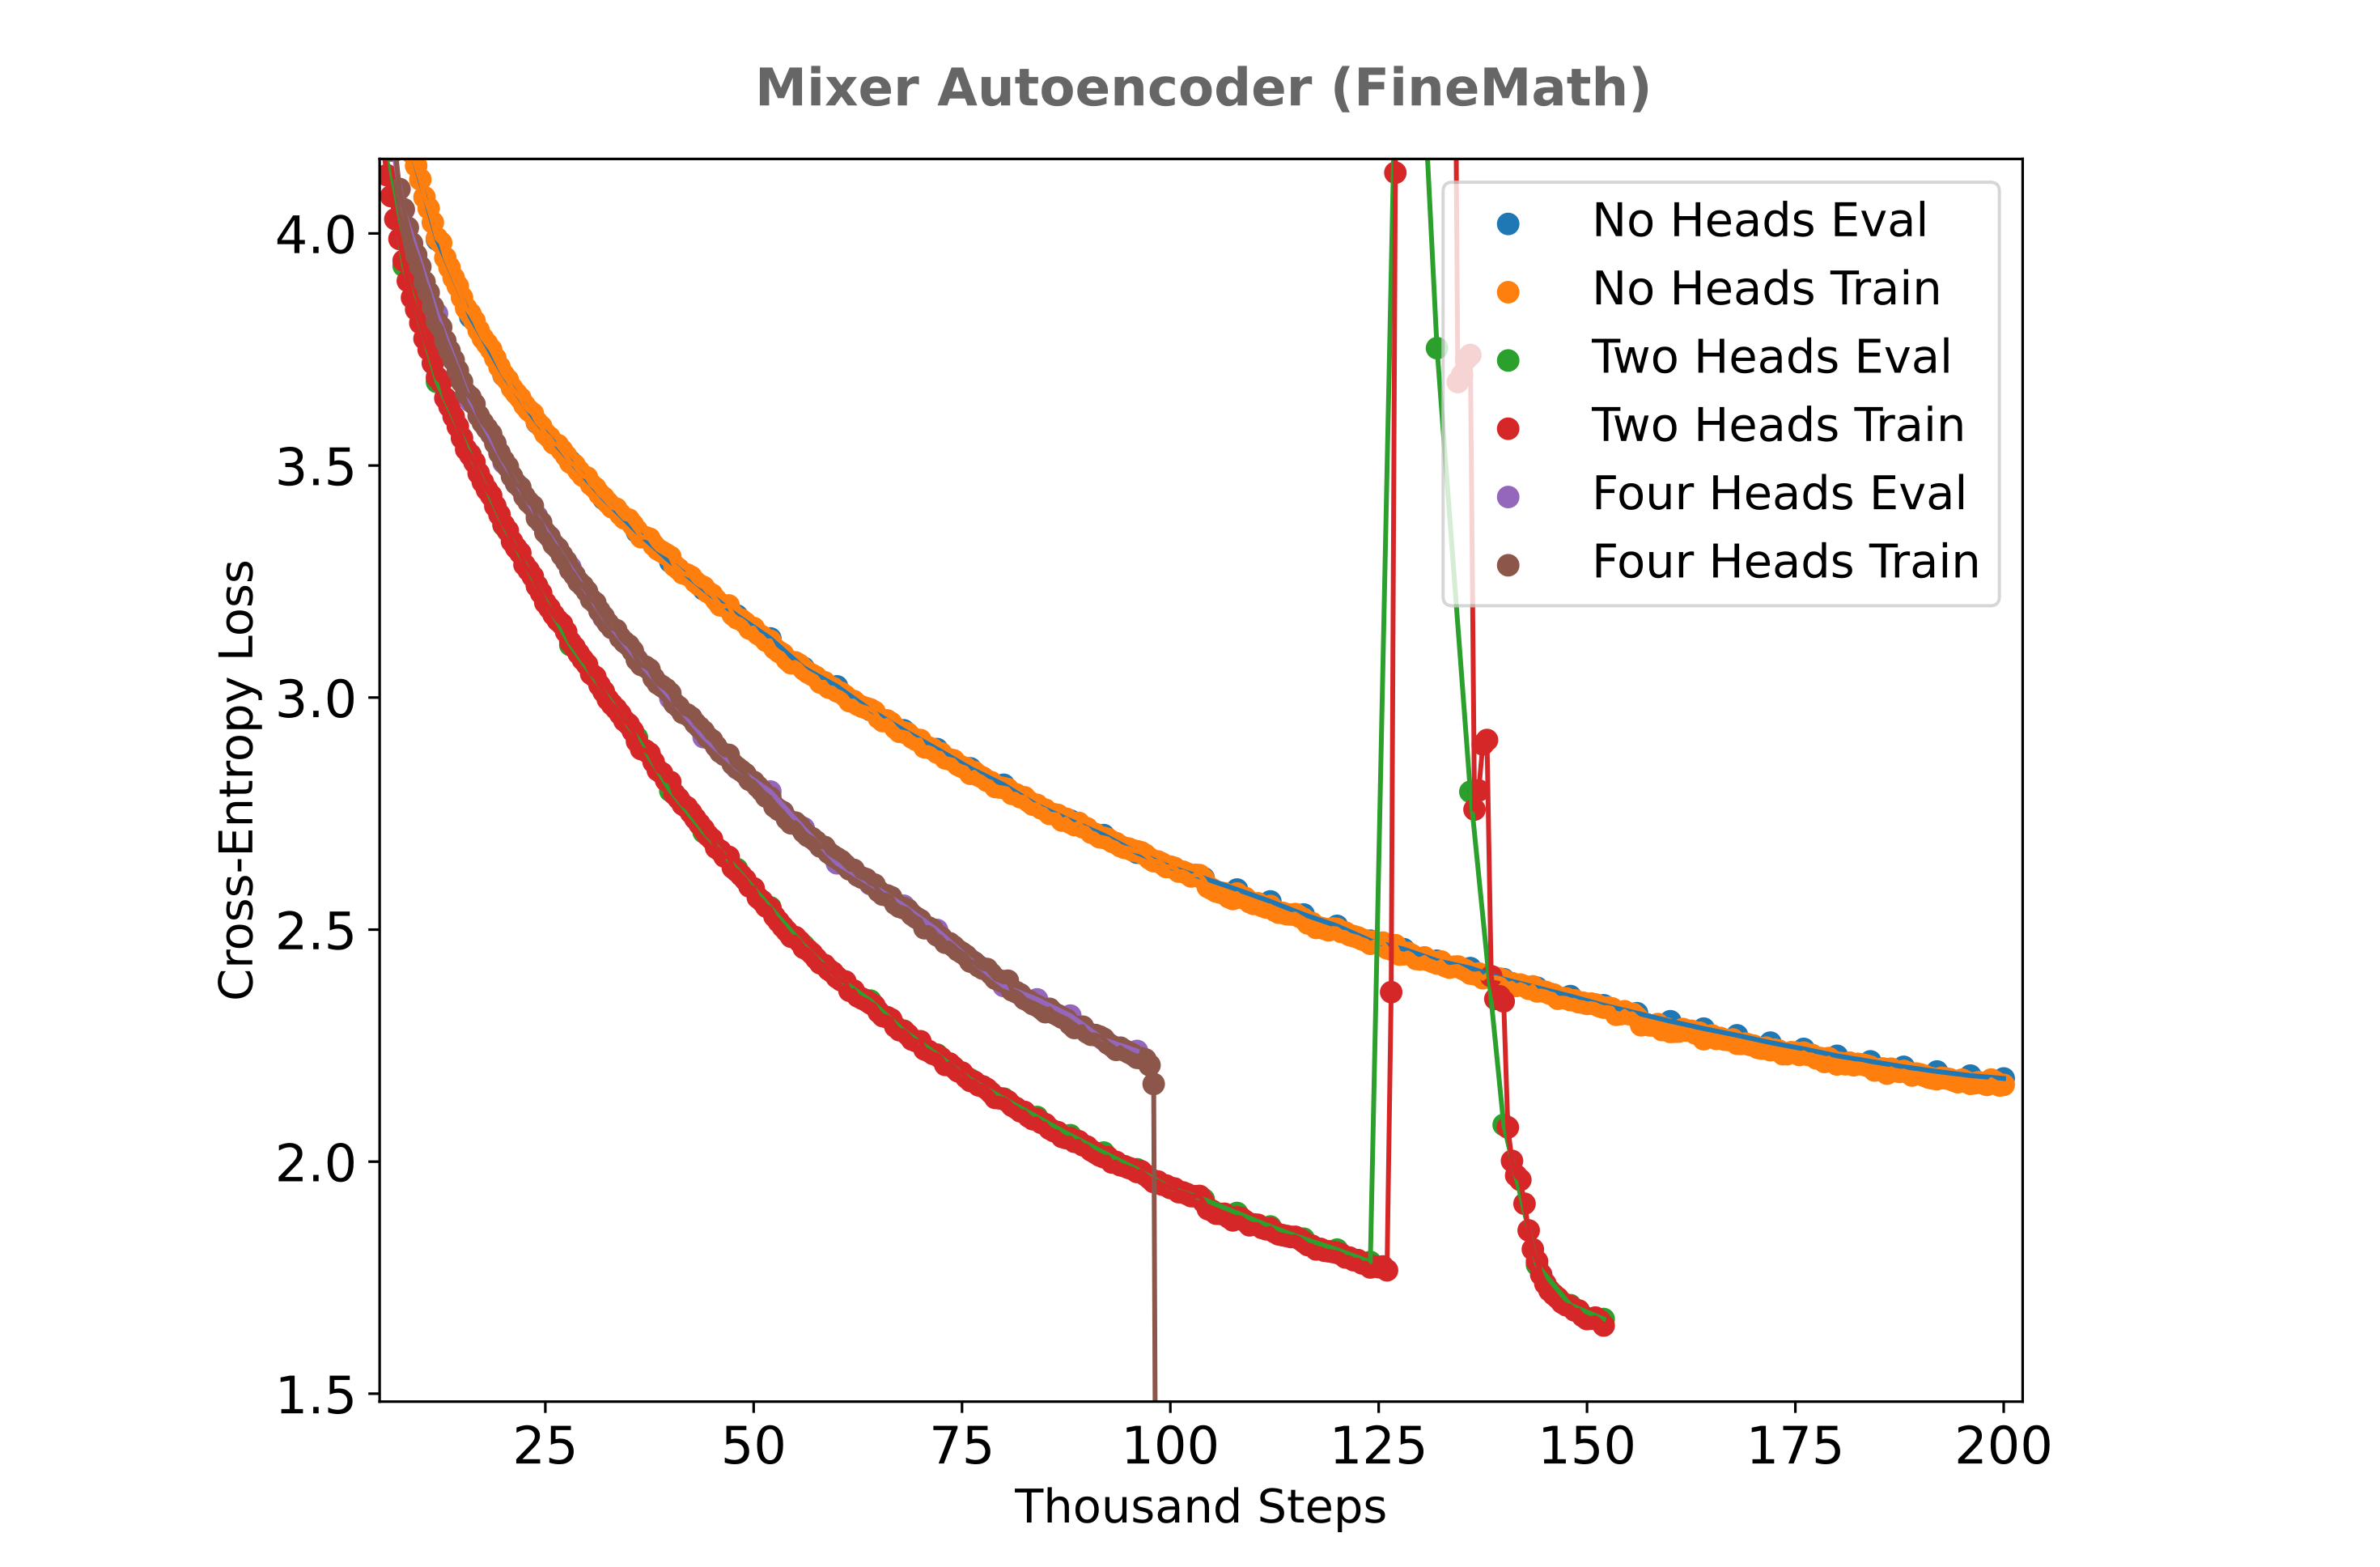 Mixer Autoencoder (FineMath)
No Heads Eval
No Heads Train
Two Heads Eval
Two Heads Train
Four Heads Eval
Four Heads Train
Cross-Entropy Loss
4.0
3.5
3.0
2.5
2.0
1.5
25 50 75 100 125 150 175 200
Thousand Steps